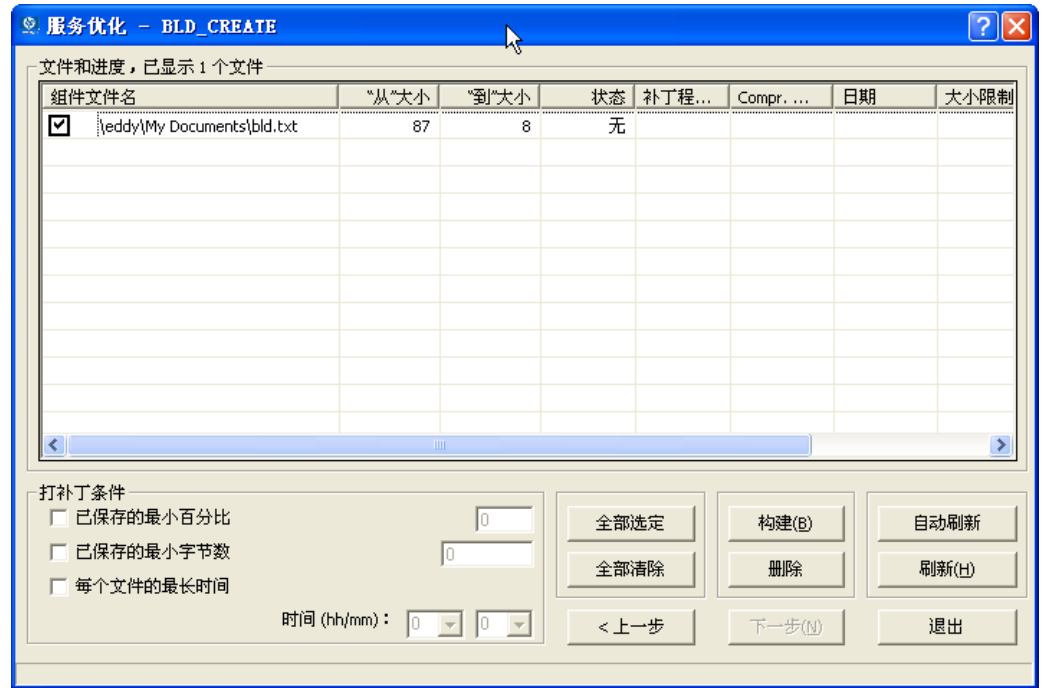 服务优化 - BLD_CREATE
文件和进度，已显示 1 个文件
组件文件名 "从"大小 "到"大小 状态 补丁程... Compr. ... 日期 大小限制
\eddy\My Documents\bld.txt 87 8 无
打补丁条件
已保存的最小百分比 0
已保存的最小字节数 0
每个文件的最长时间
时间 (hh/mm)： 0 0
全部选定 构建(B) 自动刷新
全部清除 删除 刷新(H)
< 上一步 下一步(N) 退出